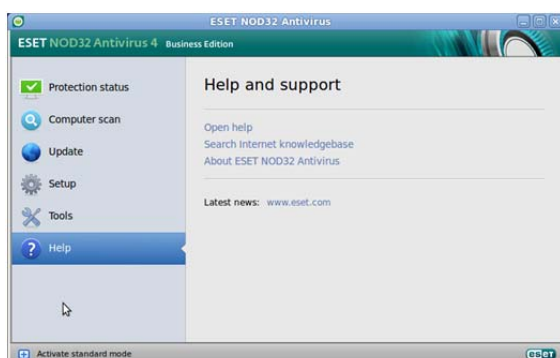 ESET NOD32 Antivirus
ESET NOD32 Antivirus 4 Business Edition
Protection status
Computer scan
Update
Setup
Tools
Help
Help and support
Open help
Search Internet knowledgebase
About ESET NOD32 Antivirus
Latest news: www.eset.com
Activate standard mode
eset